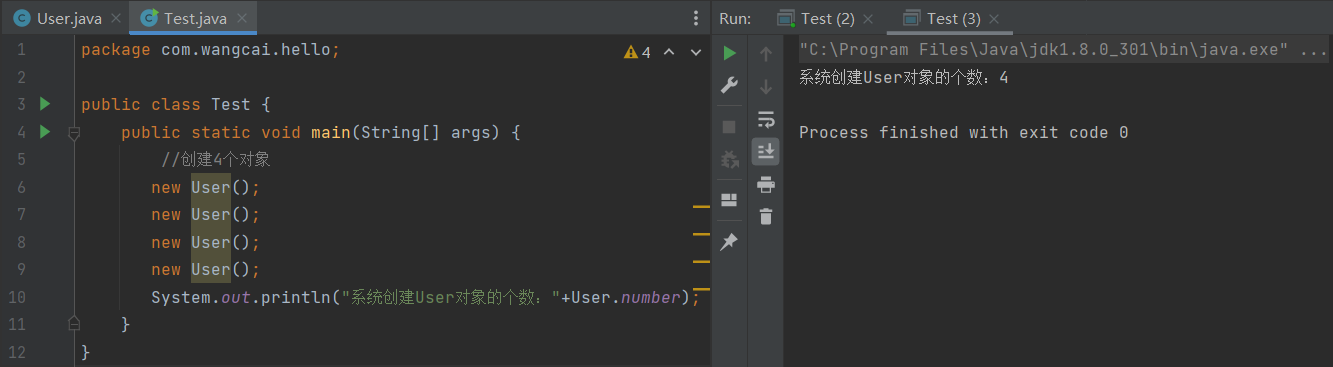 User.java
Test.java
Run:
Test (2)
Test (3)
1 package com.wangcai.hello;
4
2
3 public class Test {
4 public static void main(String[] args) {
5 //创建4个对象
6 new User();
7 new User();
8 new User();
9 new User();
10 System.out.println("系统创建User对象的个数："+User.number);
11 }
12 }
"C:\Program Files\Java\jdk1.8.0_301\bin\java.exe" ...
系统创建User对象的个数：4
Process finished with exit code 0